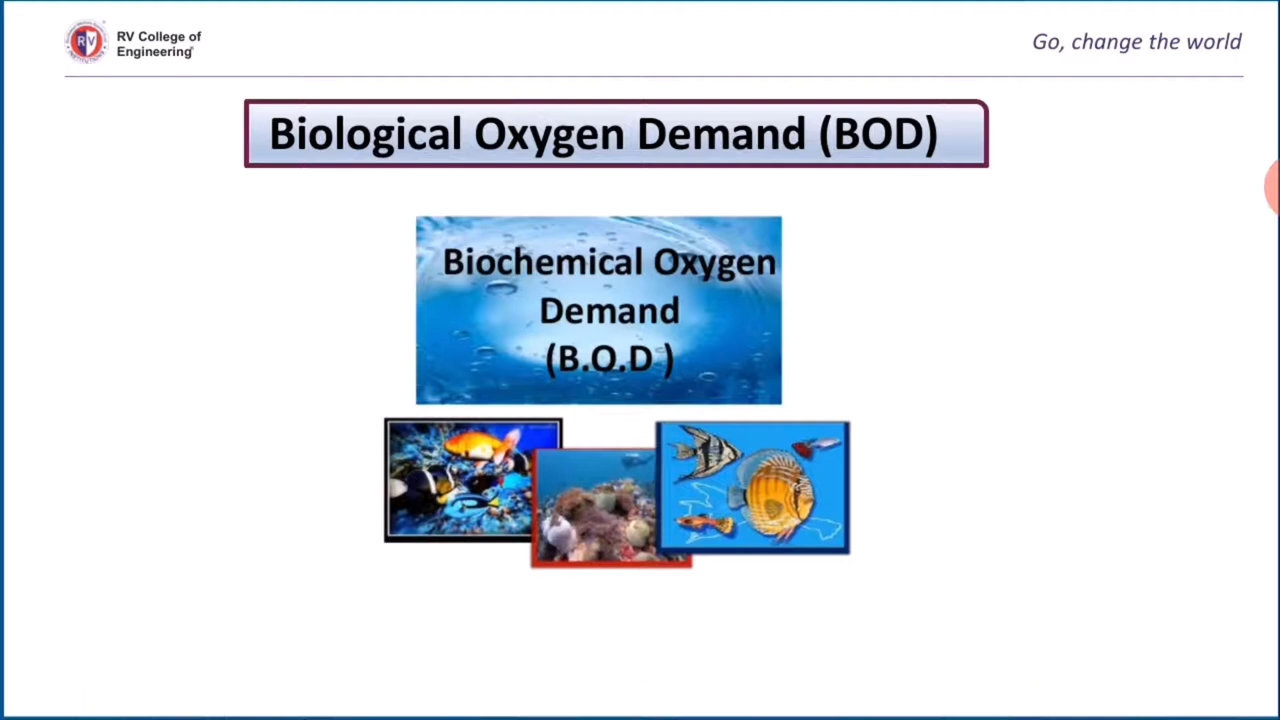 RV College of
Engineering
Go, change the world
Biological Oxygen Demand (BOD)
Biochemical Oxygen
Demand
(B.O.D )